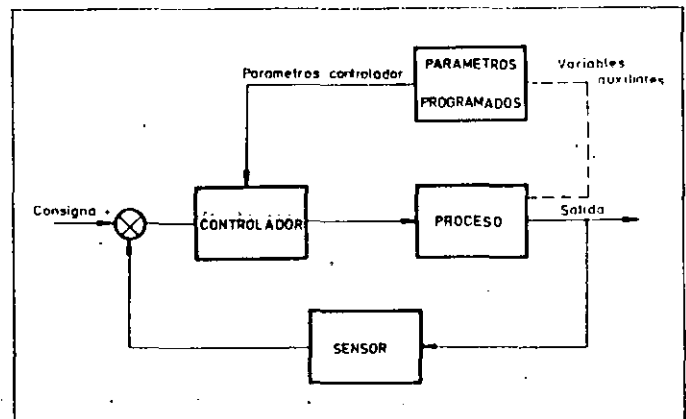 Parametros controlador
PARAMETROS
PROGRAMADOS
Variables
auxiliares
Consigna +
CONTROLADOR
PROCESO
Salida
SENSOR